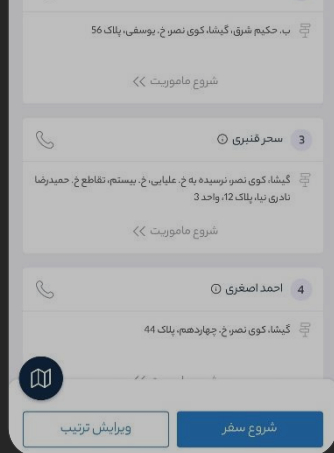 ب. حکیم شرق، گیشا، کوی نصر، خ. یوسفی، پلاک 56
شروع ماموریت >>
3 سحر قنبری
گیشا، کوی نصر، نرسیده به خ. علیایی، خ. بیستم، تقاطع خ. حمیدرضا
نادری نیا، پلاک 12، واحد 3
شروع ماموریت >>
4 احمد اصغری
گیشا، کوی نصر، خ. چهاردهم، پلاک 44
شروع سفر
ویرایش ترتیب